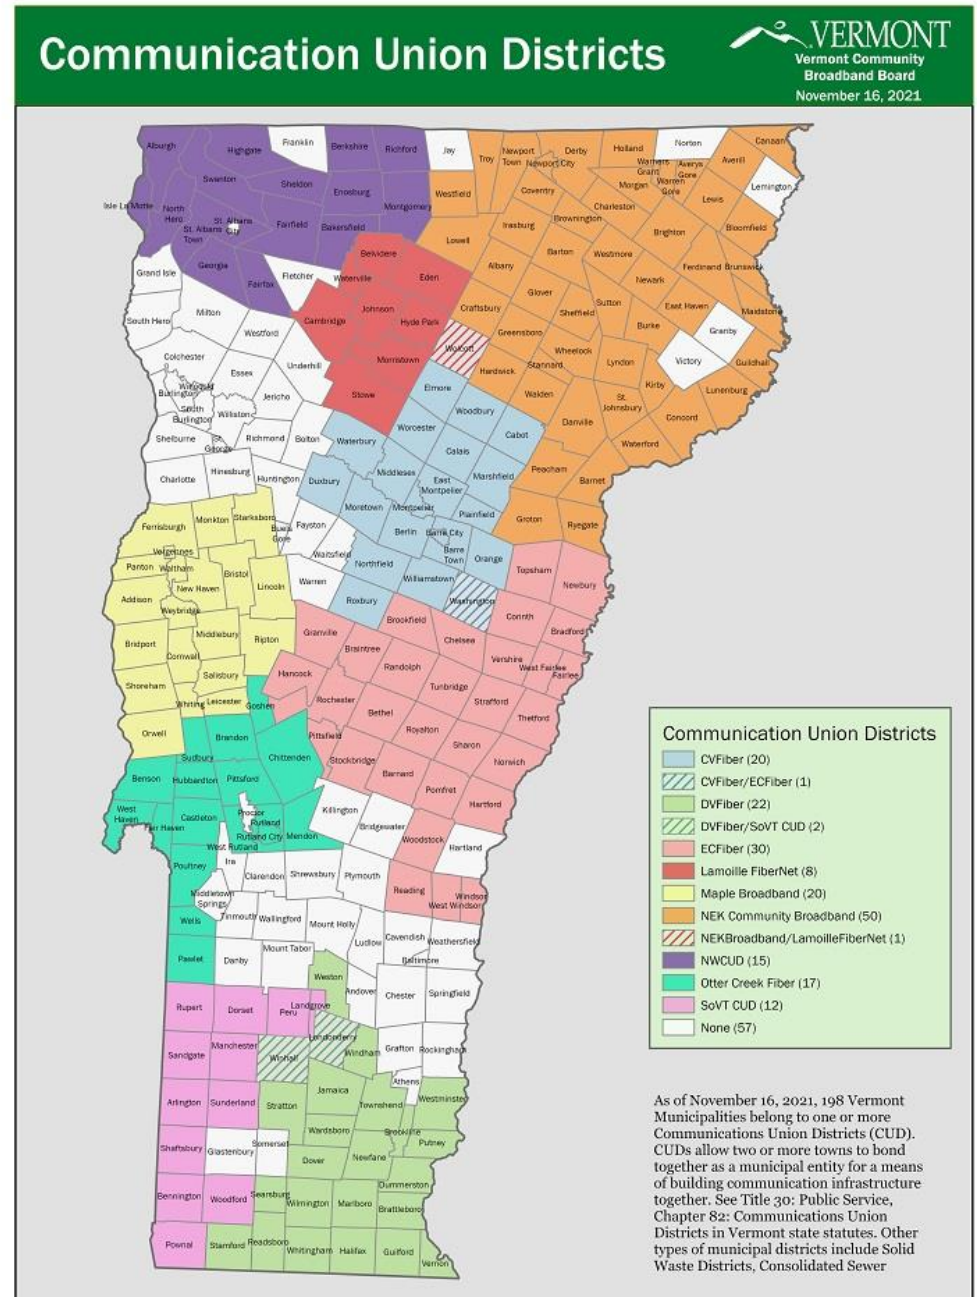 Communication Union Districts
VERMONT
Vermont Community
Broadband Board
November 16, 2021
Alburgh
Highgate
Franklin
Berkshire
Richford
Jay
Troy
Newport
Town
Newport City
Derby
Holland
Norton
Canaan
Warners
Grant
Averys
Gore
Averill
Lemington
Swanton
Sheldon
Enosburg
Montgomery
Westfield
Coventry
Morgan
Warren
Gore
Lewis
Isle La Motte
North
Hero
St. Albans
City
St. Albans
Town
Fairfield
Bakersfield
Lowell
Irasburg
Brownington
Charleston
Brighton
Bloomfield
Grand Isle
Georgia
Fairfax
Fletcher
Belvidere
Waterville
Eden
Albany
Barton
Westmore
Newark
Ferdinand
Brunswick
South Hero
Milton
Westford
Cambridge
Johnson
Hyde Park
Craftsbury
Glover
Sheffield
Sutton
East Haven
Maidstone
Burke
Granby
Colchester
Essex
Underhill
Morristown
Wolcott
Greensboro
Stannard
Wheelock
Lyndon
Victory
Guildhall
Winooski
Burlington
South
Burlington
Williston
Jericho
Stowe
Elmore
Hardwick
Walden
Kirby
Lunenburg
St.
Johnsbury
Concord
Woodbury
Danville
Shelburne
St.
George
Richmond
Bolton
Waterbury
Worcester
Cabot
Calais
Waterford
Charlotte
Hinesburg
Huntington
Duxbury
Middlesex
East
Montpelier
Marshfield
Peacham
Barnet
Ferrisburgh
Monkton
Starksboro
Buels
Gore
Fayston
Moretown
Montpelier
Plainfield
Groton
Ryegate
Vergennes
Waitsfield
Berlin
Barre City
Barre
Town
Orange
Panton
Waltham
Bristol
Lincoln
Warren
Northfield
Williamstown
Topsham
Newbury
Addison
New Haven
Weybridge
Roxbury
Washington
Bridport
Middlebury
Ripton
Granville
Brookfield
Chelsea
Corinth
Bradford
Cornwall
Salisbury
Hancock
Braintree
Randolph
Vershire
West Fairlee
Fairlee
Shoreham
Whiting
Leicester
Goshen
Rochester
Tunbridge
Strafford
Orwell
Brandon
Bethel
Royalton
Thetford
Sudbury
Chittenden
Pittsfield
Stockbridge
Sharon
Norwich
Benson
Hubbardton
Pittsford
Barnard
Pomfret
Hartford
West
Haven
Fair Haven
Castleton
Proctor
Rutland
Rutland City
Mendon
Killington
Bridgewater
Woodstock
Hartland
West Rutland
Poultney
Ira
Clarendon
Shrewsbury
Plymouth
Reading
Windsor
West Windsor
Middletown
Springs
Wells
Tinmouth
Wallingford
Mount Holly
Ludlow
Cavendish
Weathersfield
Baltimore
Pawlet
Danby
Mount Tabor
Weston
Andover
Chester
Springfield
Rupert
Dorset
Peru
Landgrove
Londonderry
Windham
Grafton
Rockingham
Sandgate
Manchester
Winhall
Athens
Arlington
Sunderland
Stratton
Jamaica
Townshend
Westminster
Shaftsbury
Glastenbury
Somerset
Wardsboro
Brookline
Putney
Dover
Newfane
Bennington
Woodford
Searsburg
Wilmington
Marlboro
Dummerston
Brattleboro
Pownal
Stamford
Readsboro
Whitingham
Halifax
Guilford
Vernon
Communication Union Districts
CVFiber (20)
CVFiber/ECFiber (1)
DVFiber (22)
DVFiber/SoVT CUD (2)
ECFiber (30)
Lamoille FiberNet (8)
Maple Broadband (20)
NEK Community Broadband (50)
NEKBroadband/LamoilleFiberNet (1)
NWCUD (15)
Otter Creek Fiber (17)
SoVT CUD (12)
None (57)
As of November 16, 2021, 198 Vermont
Municipalities belong to one or more
Communications Union Districts (CUD).
CUDs allow two or more towns to bond
together as a municipal entity for a means
of building communication infrastructure
together. See Title 30: Public Service,
Chapter 82: Communications Union
Districts in Vermont state statutes. Other
types of municipal districts include Solid
Waste Districts, Consolidated Sewer